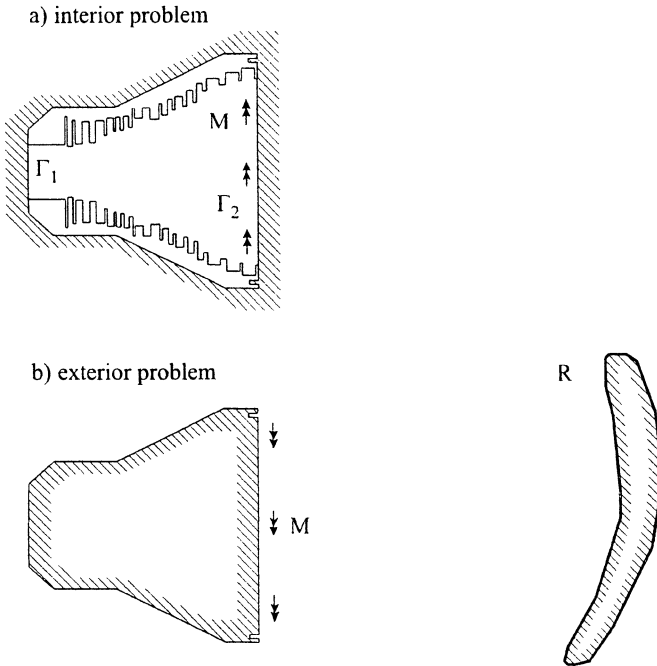 a) interior problem
M
Γ₁
Γ₂
b) exterior problem
R
M